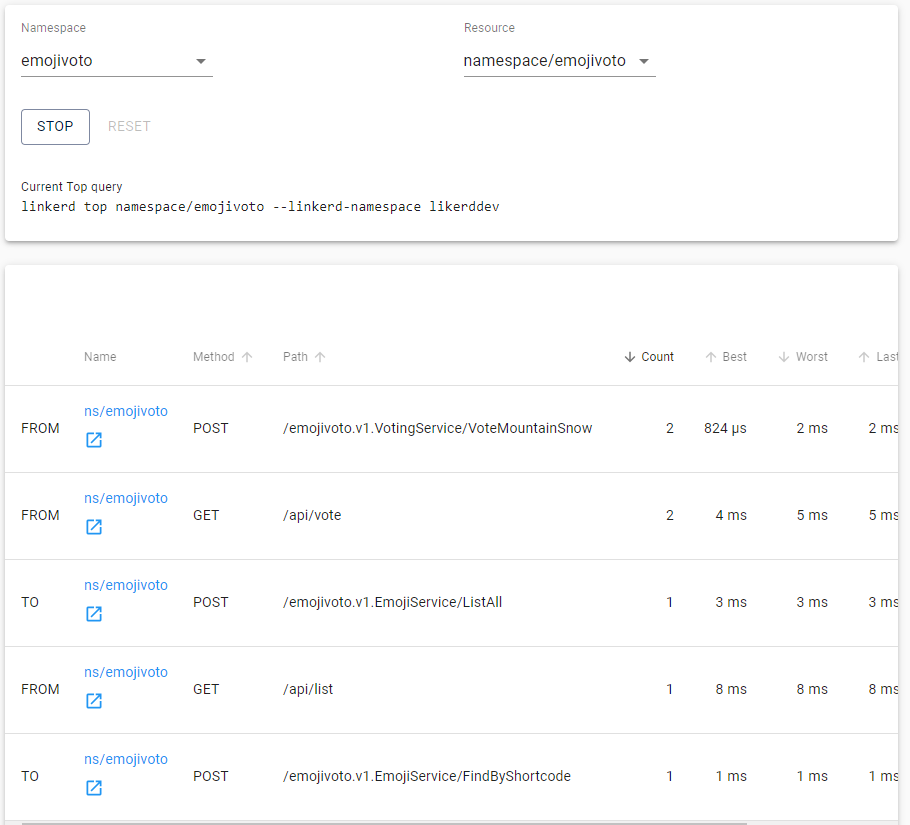 Namespace Resource
emojivoto namespace/emojivoto
STOP RESET
Current Top query
linkerd top namespace/emojivoto --linkerd-namespace likerddev
Name Method Path Count Best Worst Last
ns/emojivoto
FROM POST /emojivoto.v1.VotingService/VoteMountainSnow 2 824 µs 2 ms 2 ms
ns/emojivoto
FROM GET /api/vote 2 4 ms 5 ms 5 ms
ns/emojivoto
TO POST /emojivoto.v1.EmojiService/ListAll 1 3 ms 3 ms 3 ms
ns/emojivoto
FROM GET /api/list 1 8 ms 8 ms 8 ms
ns/emojivoto
TO POST /emojivoto.v1.EmojiService/FindByShortcode 1 1 ms 1 ms 1 ms